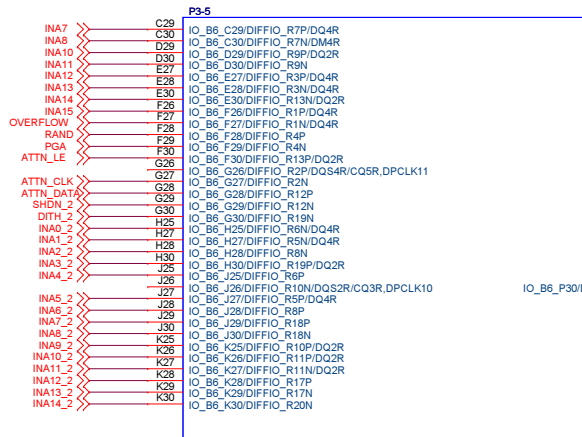 P3-5
INA7 C29 IO_B6_C29/DIFFIO_R7P/DQ4R
INA8 C30 IO_B6_C30/DIFFIO_R7N/DM4R
INA10 D29 IO_B6_D29/DIFFIO_R9P/DQ2R
INA11 D30 IO_B6_D30/DIFFIO_R9N
INA12 E27 IO_B6_E27/DIFFIO_R3P/DQ4R
INA13 E28 IO_B6_E28/DIFFIO_R3N/DQ4R
INA14 E30 IO_B6_E30/DIFFIO_R13N/DQ2R
INA15 F26 IO_B6_F26/DIFFIO_R1P/DQ4R
OVERFLOW F27 IO_B6_F27/DIFFIO_R1N/DQ4R
RAND F28 IO_B6_F28/DIFFIO_R4P
PGA F29 IO_B6_F29/DIFFIO_R4N
ATTN_LE F30 IO_B6_F30/DIFFIO_R13P/DQ2R
G26 IO_B6_G26/DIFFIO_R2P/DQS4R/CQ5R,DPCLK11
ATTN_CLK G27 IO_B6_G27/DIFFIO_R2N
ATTN_DATA G28 IO_B6_G28/DIFFIO_R12P
SHDN_2 G29 IO_B6_G29/DIFFIO_R12N
DITH_2 G30 IO_B6_G30/DIFFIO_R19N
INA0_2 H25 IO_B6_H25/DIFFIO_R6N/DQ4R
INA1_2 H27 IO_B6_H27/DIFFIO_R5N/DQ4R
INA2_2 H28 IO_B6_H28/DIFFIO_R8N
INA3_2 H30 IO_B6_H30/DIFFIO_R19P/DQ2R
INA4_2 J25 IO_B6_J25/DIFFIO_R6P
J26 IO_B6_J26/DIFFIO_R10N/DQS2R/CQ3R,DPCLK10 IO_B6_P30/
INA5_2 J27 IO_B6_J27/DIFFIO_R5P/DQ4R
INA6_2 J28 IO_B6_J28/DIFFIO_R8P
INA7_2 J29 IO_B6_J29/DIFFIO_R18P
INA8_2 J30 IO_B6_J30/DIFFIO_R18N
INA9_2 K25 IO_B6_K25/DIFFIO_R10P/DQ2R
INA10_2 K26 IO_B6_K26/DIFFIO_R11P/DQ2R
INA11_2 K27 IO_B6_K27/DIFFIO_R11N/DQ2R
INA12_2 K28 IO_B6_K28/DIFFIO_R17P
INA13_2 K29 IO_B6_K29/DIFFIO_R17N
INA14_2 K30 IO_B6_K30/DIFFIO_R20N